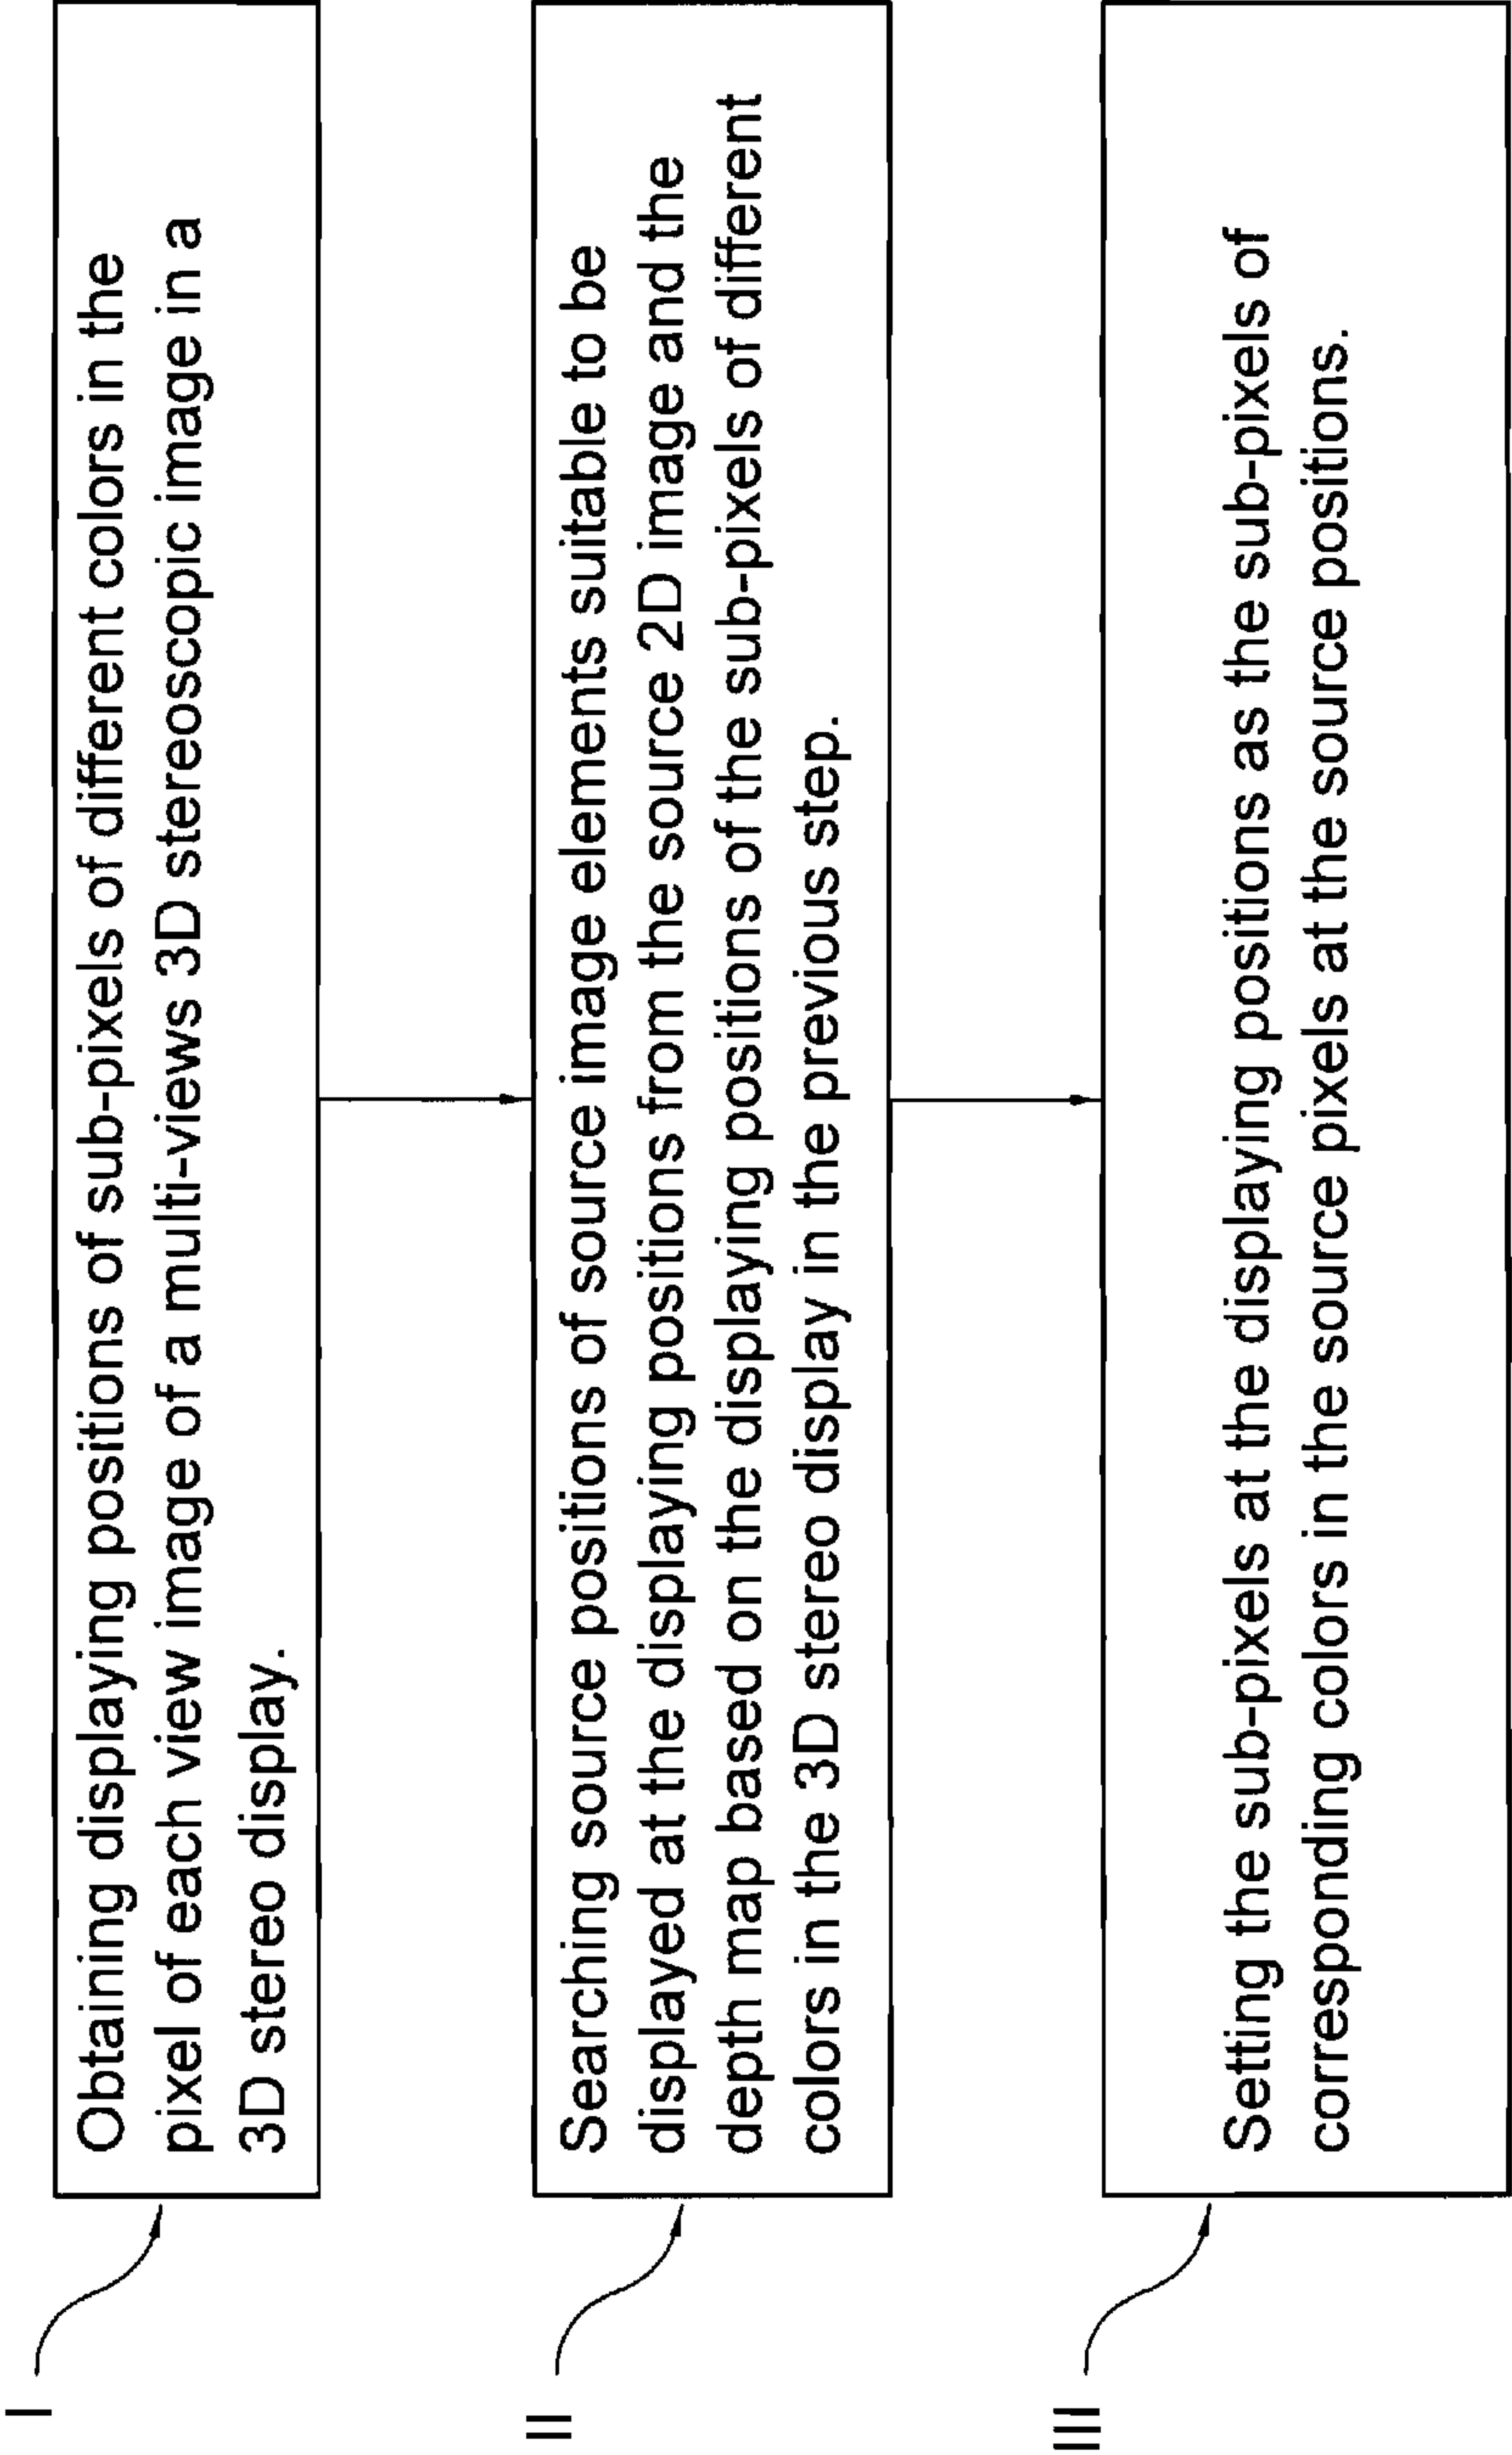 I
Obtaining displaying positions of sub-pixels of different colors in the
pixel of each view image of a multi-views 3D stereoscopic image in a
3D stereo display.
II
Searching source positions of source image elements suitable to be
displayed at the displaying positions from the source 2D image and the
depth map based on the displaying positions of the sub-pixels of different
colors in the 3D stereo display in the previous step.
III
Setting the sub-pixels at the displaying positions as the sub-pixels of
corresponding colors in the source pixels at the source positions.